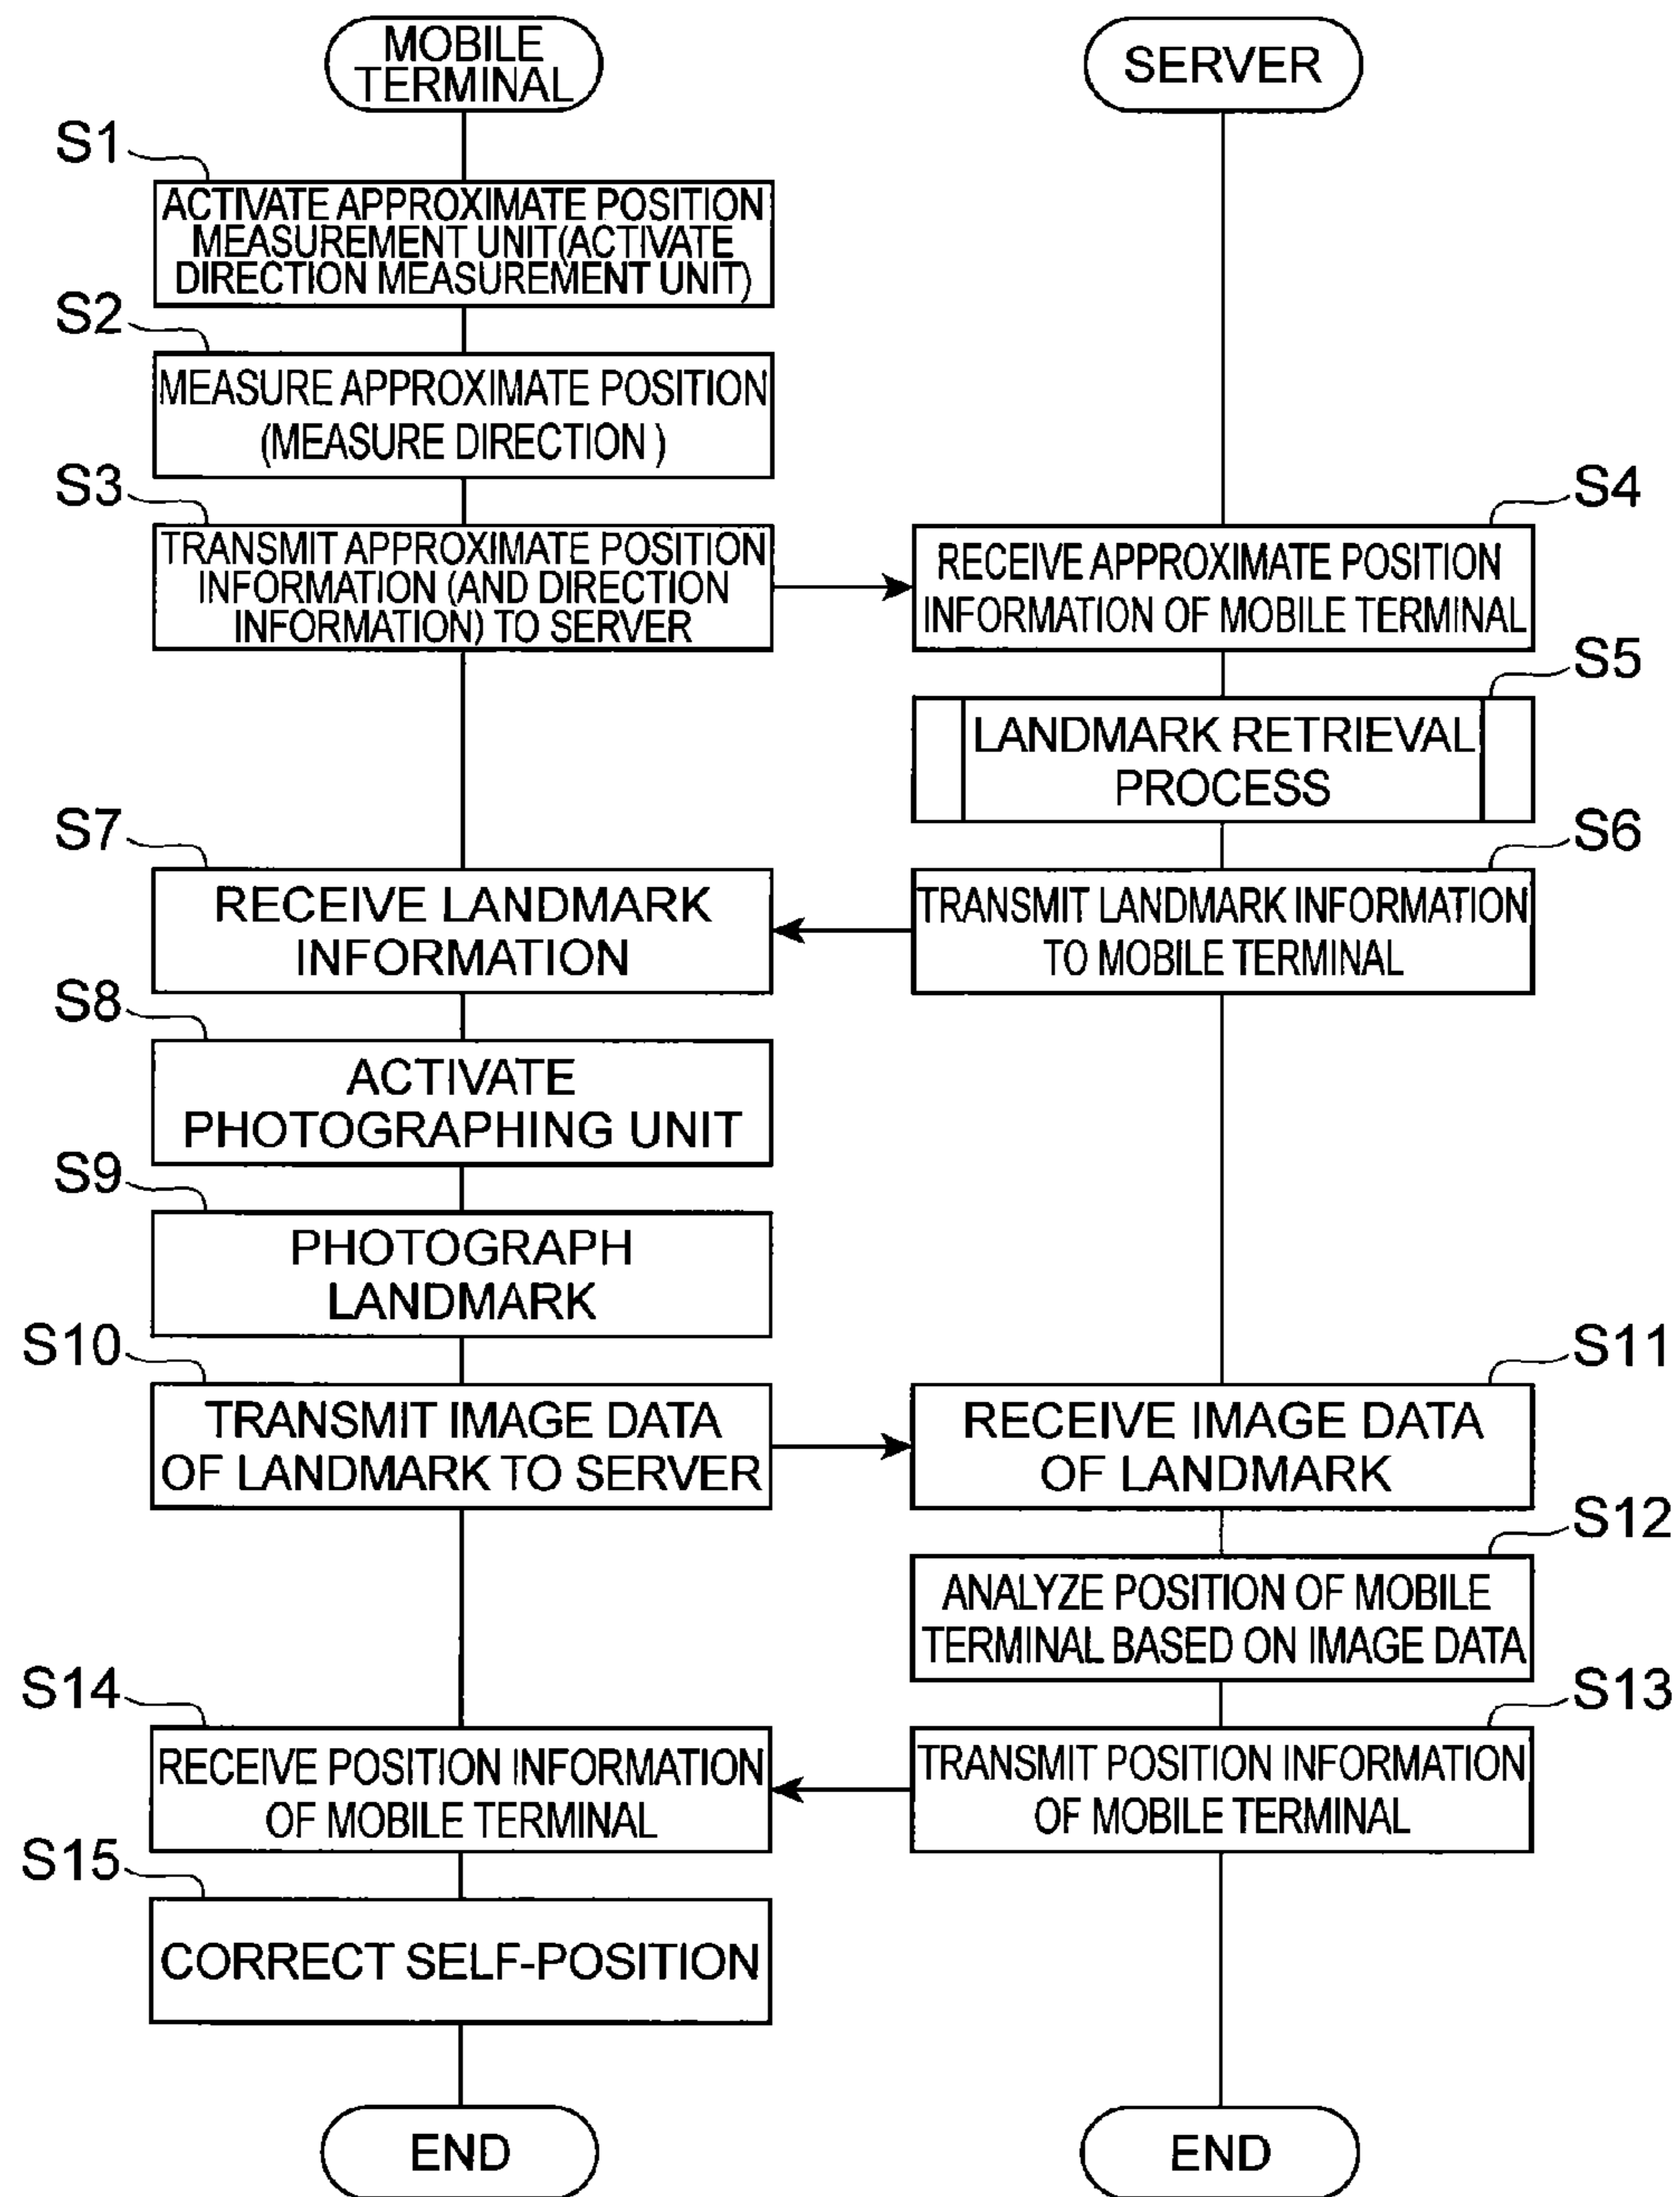 MOBILE
TERMINAL
SERVER
S1
ACTIVATE APPROXIMATE POSITION
MEASUREMENT UNIT(ACTIVATE
DIRECTION MEASUREMENT UNIT)
S2
MEASURE APPROXIMATE POSITION
(MEASURE DIRECTION )
S3
TRANSMIT APPROXIMATE POSITION
INFORMATION (AND DIRECTION
INFORMATION) TO SERVER
S4
RECEIVE APPROXIMATE POSITION
INFORMATION OF MOBILE TERMINAL
S5
LANDMARK RETRIEVAL
PROCESS
S6
TRANSMIT LANDMARK INFORMATION
TO MOBILE TERMINAL
S7
RECEIVE LANDMARK
INFORMATION
S8
ACTIVATE
PHOTOGRAPHING UNIT
S9
PHOTOGRAPH
LANDMARK
S10
TRANSMIT IMAGE DATA
OF LANDMARK TO SERVER
S11
RECEIVE IMAGE DATA
OF LANDMARK
S12
ANALYZE POSITION OF MOBILE
TERMINAL BASED ON IMAGE DATA
S13
TRANSMIT POSITION INFORMATION
OF MOBILE TERMINAL
S14
RECEIVE POSITION INFORMATION
OF MOBILE TERMINAL
S15
CORRECT SELF-POSITION
END
END